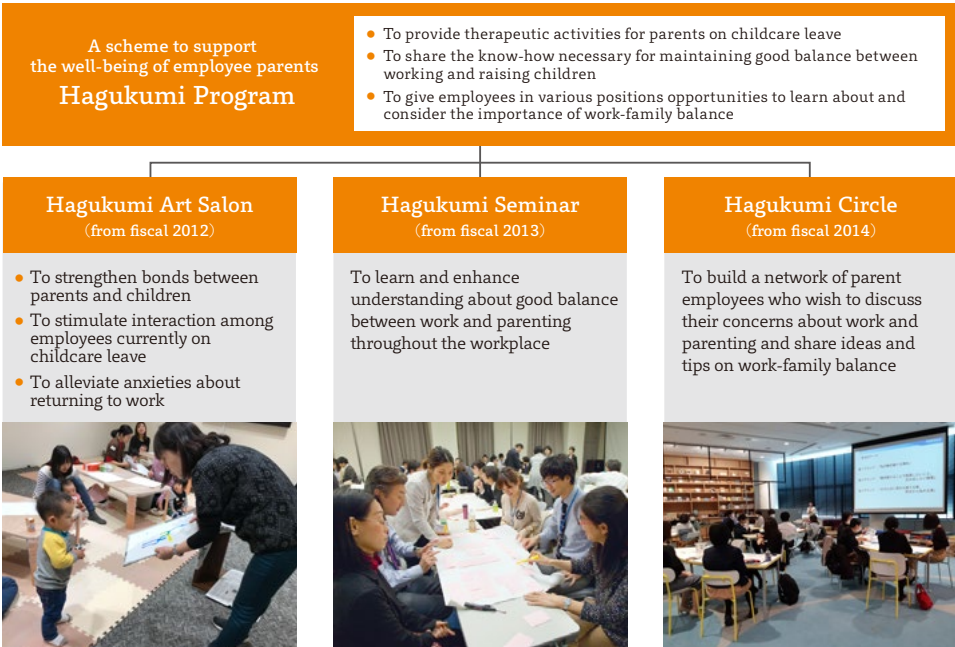 A scheme to support
the well-being of employee parents
Hagukumi Program
● To provide therapeutic activities for parents on childcare leave
● To share the know-how necessary for maintaining good balance between
working and raising children
● To give employees in various positions opportunities to learn about and
consider the importance of work-family balance
Hagukumi Art Salon
（from fiscal 2012）
● To strengthen bonds between
parents and children
● To stimulate interaction among
employees currently on
childcare leave
● To alleviate anxieties about
returning to work
Hagukumi Seminar
（from fiscal 2013）
To learn and enhance
understanding about good balance
between work and parenting
throughout the workplace
Hagukumi Circle
（from fiscal 2014）
To build a network of parent
employees who wish to discuss
their concerns about work and
parenting and share ideas and
tips on work-family balance